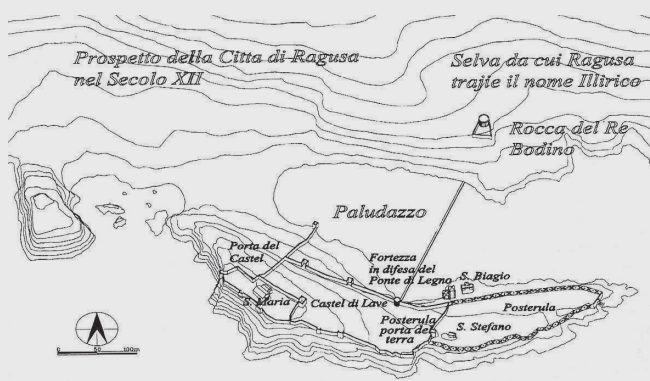 Prospetto della Citta di Ragusa
nel Secolo XII
Selva da cui Ragusa
trajie il nome Illirico
Rocca del Re
Bodino
Paludazzo
Porta del
Castel
Fortezza
in difesa del
Ponte di Legno
S. Biagio
S. Maria
Castel di Lave
Posterula
Posterula
porta del
terra
S. Stefano
0 50 100m